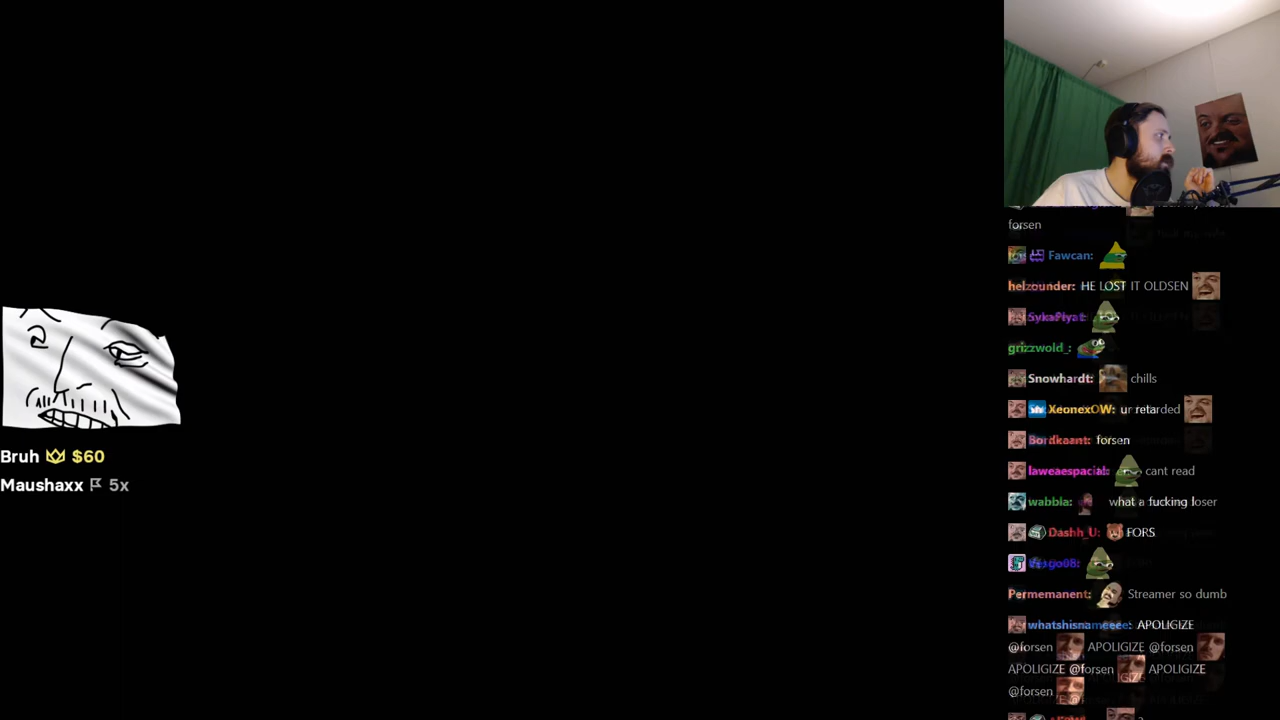 forsen
Fawcan:
helzounder: HE LOST IT OLDSEN
SykaPlyat:
grizzwold_:
Snowhardt: chills
XeonexOW: ur retarded
Bordkaant: forsen
laweaespacial: cant read
Bruh $60
Maushaxx 5x
wabbia: what a fucking loser
Dashh_U: FORS
Permemanent: Streamer so dumb
whatshisnameeee: APOLIGIZE
@forsen APOLIGIZE @forsen
APOLIGIZE @forsen APOLIGIZE
@forsen